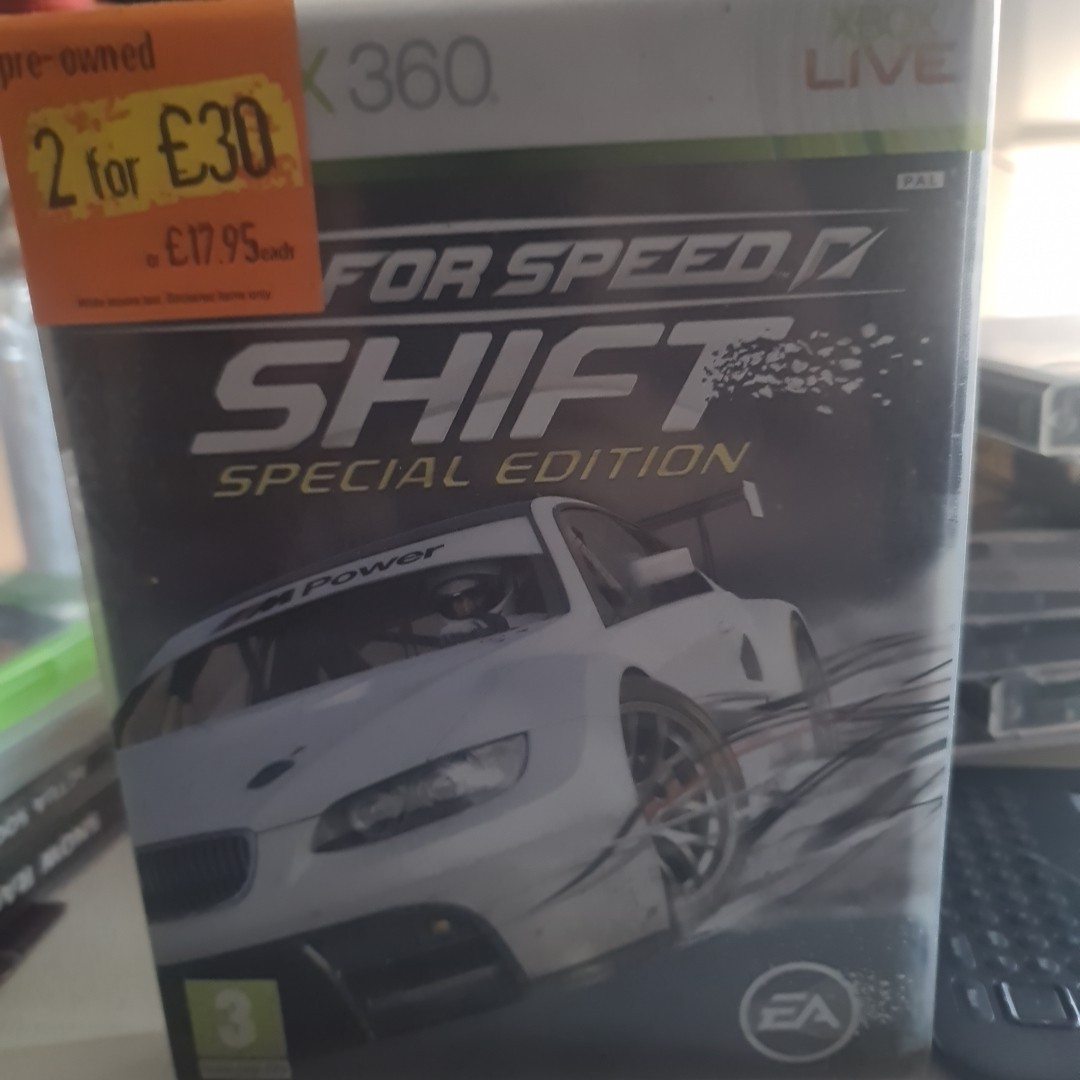 pre-owned
2 for £30
or £17.95 each
X 360
XBOX
LIVE
PAL
FOR SPEED
SHIFT
SPECIAL EDITION
M Power
3
EA